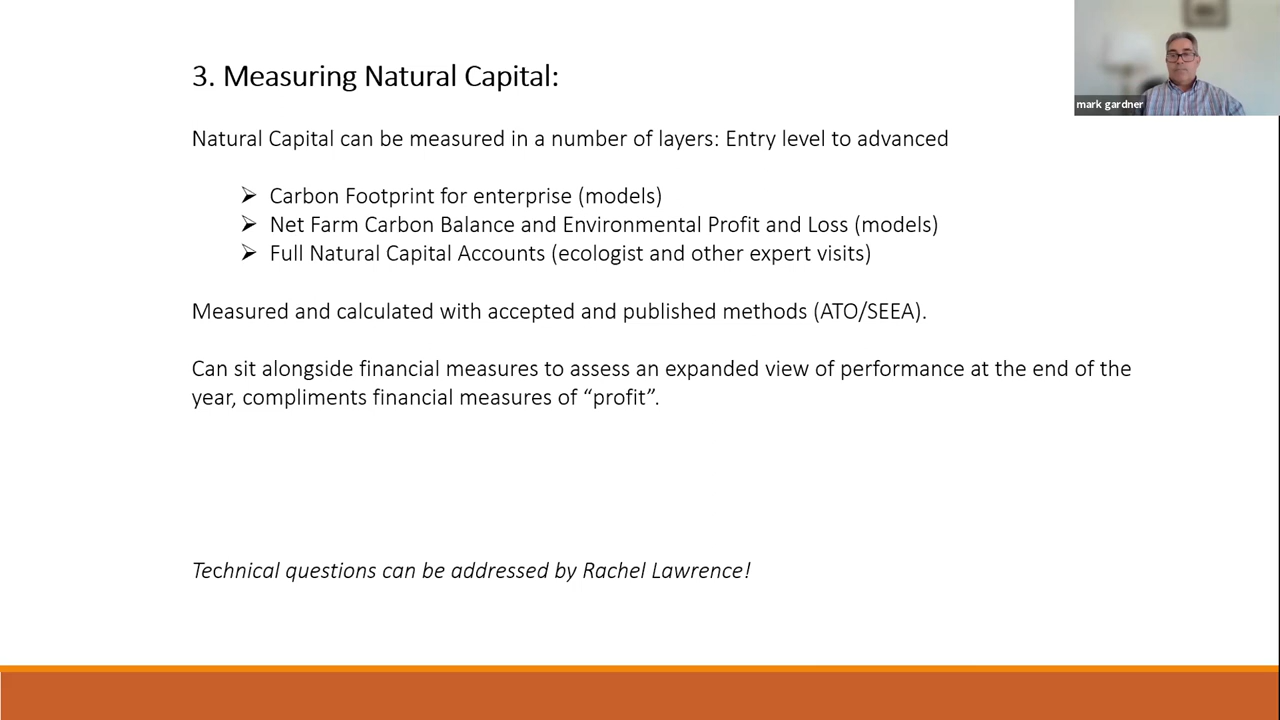 3. Measuring Natural Capital:
mark gardner
Natural Capital can be measured in a number of layers: Entry level to advanced
➢ Carbon Footprint for enterprise (models)
➢ Net Farm Carbon Balance and Environmental Profit and Loss (models)
➢ Full Natural Capital Accounts (ecologist and other expert visits)
Measured and calculated with accepted and published methods (ATO/SEEA).
Can sit alongside financial measures to assess an expanded view of performance at the end of the
year, compliments financial measures of “profit”.
Technical questions can be addressed by Rachel Lawrence!